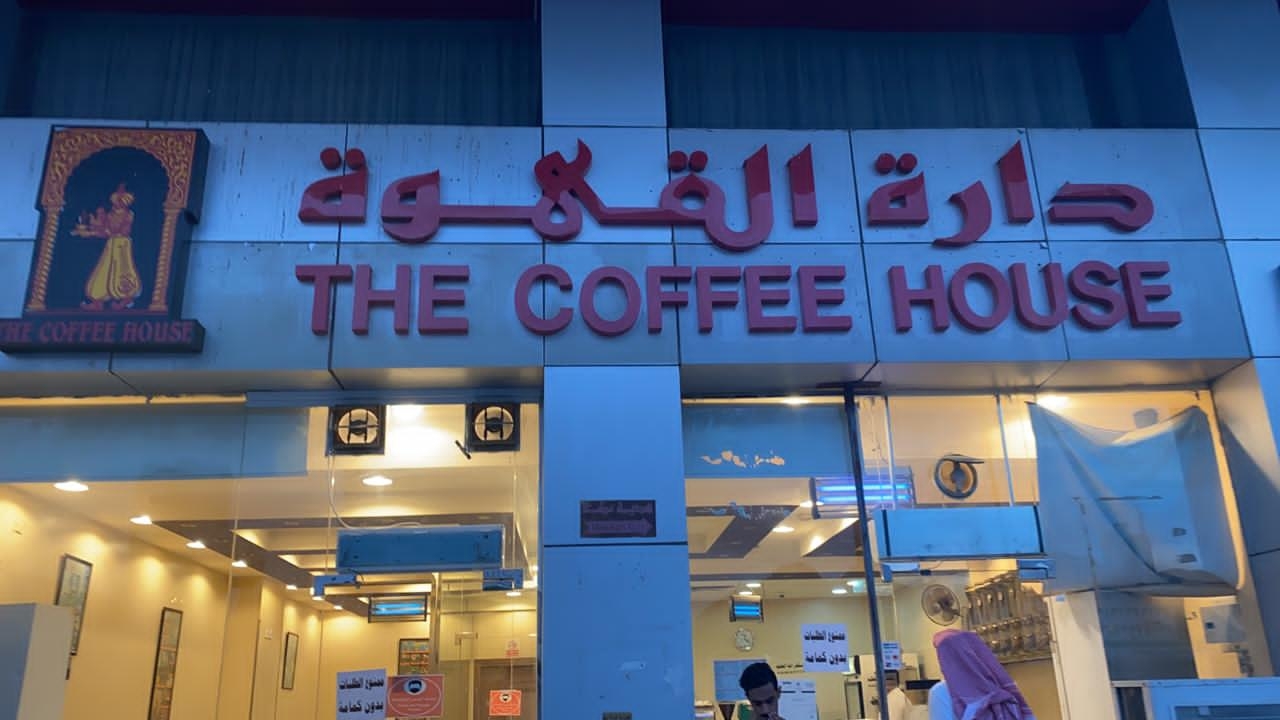 دارة القهوة
THE COFFEE HOUSE
THE COFFEE HOUSE
ممنوع الطلبات
بدون كمامة
ممنوع الطلبات
بدون كمامة